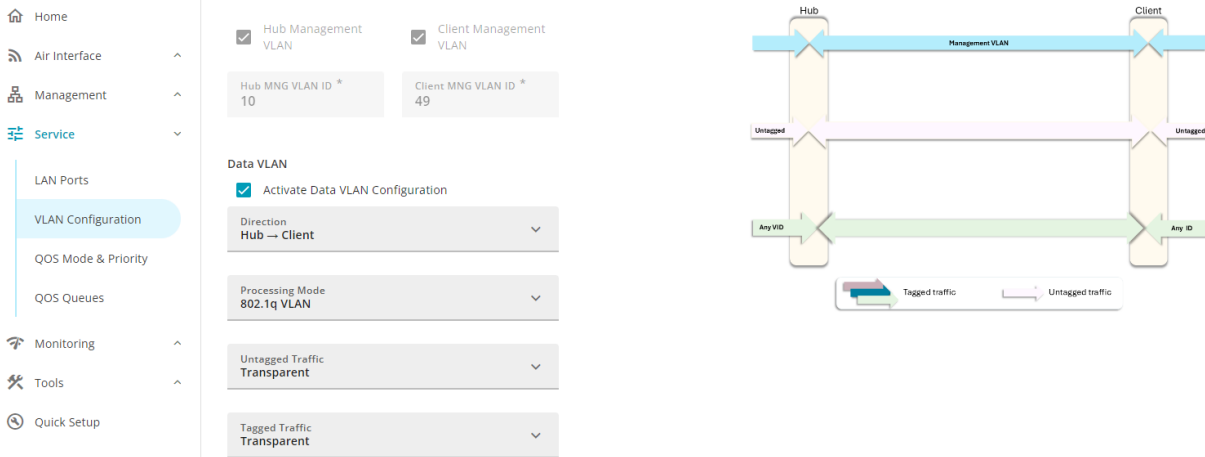 Home
Air Interface
Management
Service
LAN Ports
VLAN Configuration
QOS Mode & Priority
QOS Queues
Monitoring
Tools
Quick Setup
Hub Management
VLAN
Client Management
VLAN
Hub MNG VLAN ID *
10
Client MNG VLAN ID *
49
Data VLAN
Activate Data VLAN Configuration
Direction
Hub → Client
Processing Mode
802.1q VLAN
Untagged Traffic
Transparent
Tagged Traffic
Transparent
Hub
Client
Management VLAN
Untagged
Untagged
Any VID
Any ID
Tagged traffic
Untagged traffic